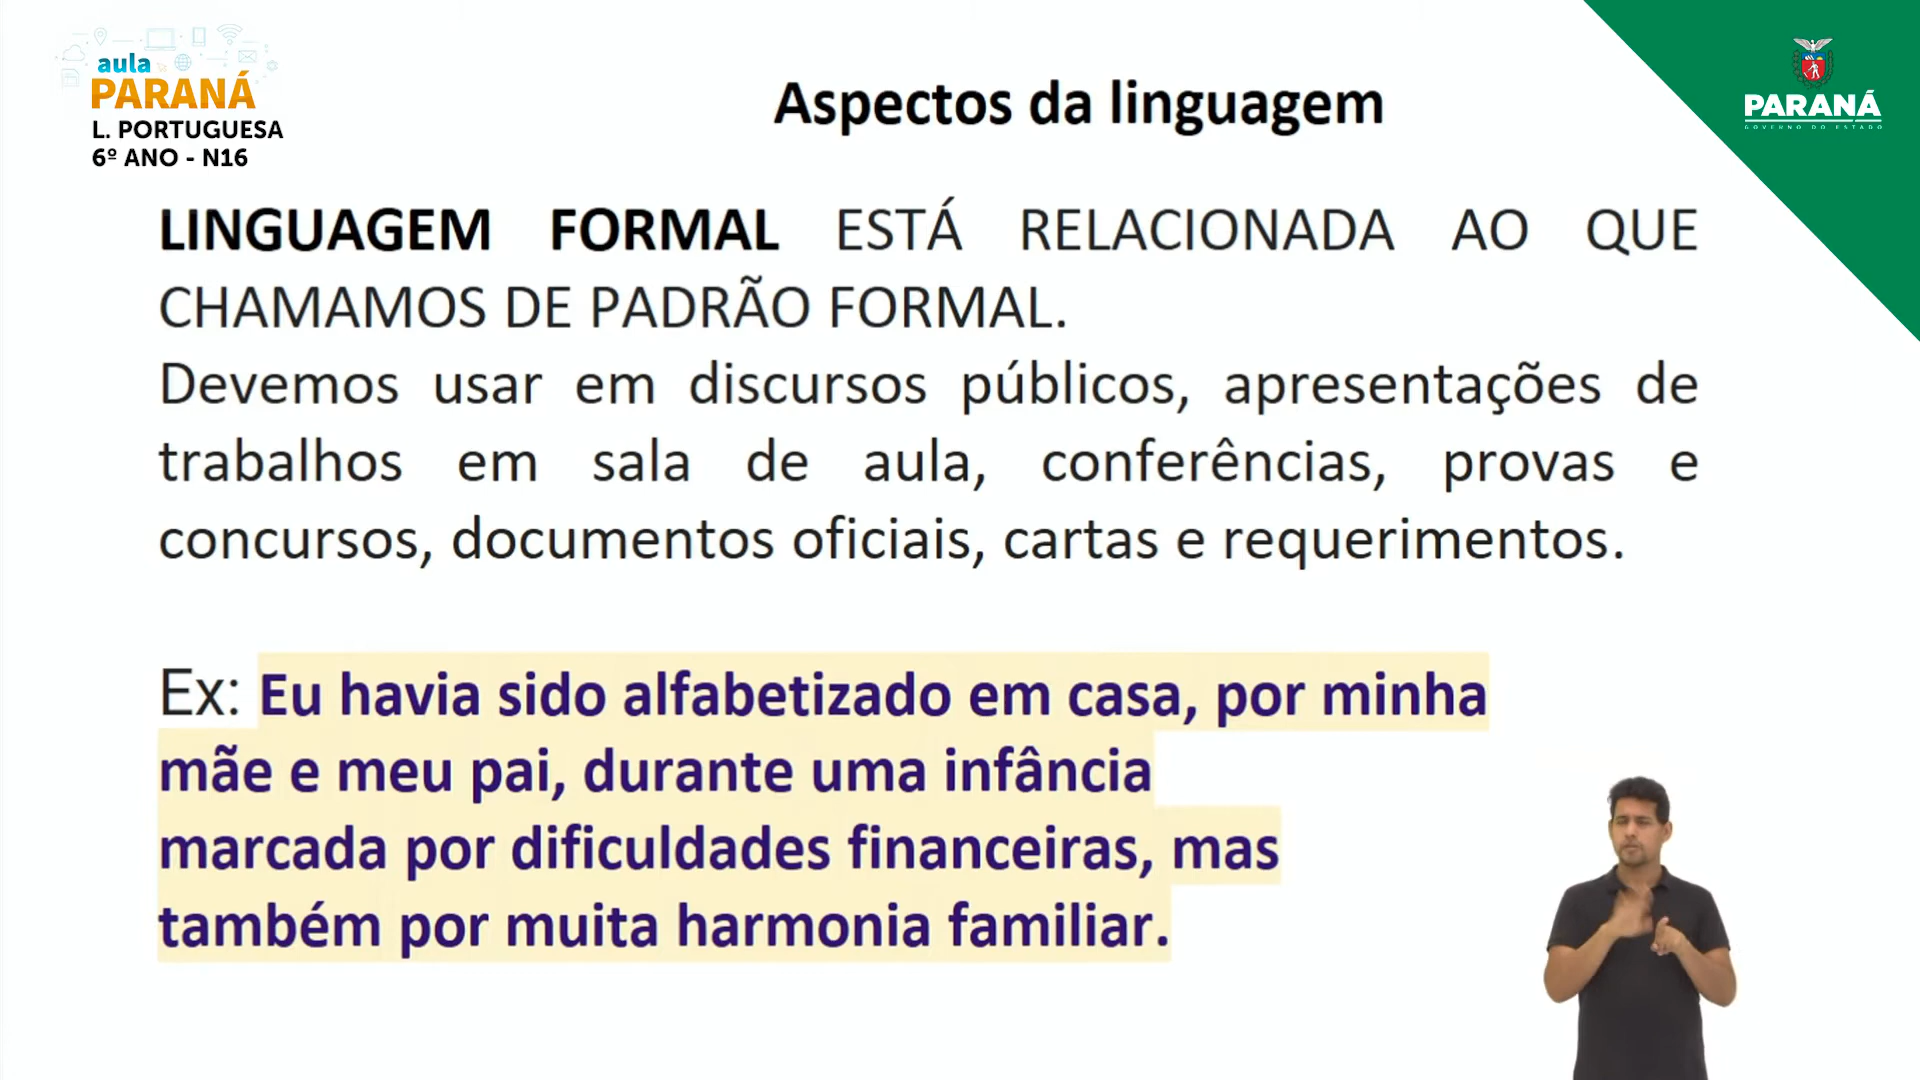 aula
PARANÁ
L. PORTUGUESA
6º ANO - N16
Aspectos da linguagem
PARANÁ
GOVERNO DO ESTADO
LINGUAGEM FORMAL ESTÁ RELACIONADA AO QUE
CHAMAMOS DE PADRÃO FORMAL.
Devemos usar em discursos públicos, apresentações de
trabalhos em sala de aula, conferências, provas e
concursos, documentos oficiais, cartas e requerimentos.
Ex: Eu havia sido alfabetizado em casa, por minha
mãe e meu pai, durante uma infância
marcada por dificuldades financeiras, mas
também por muita harmonia familiar.